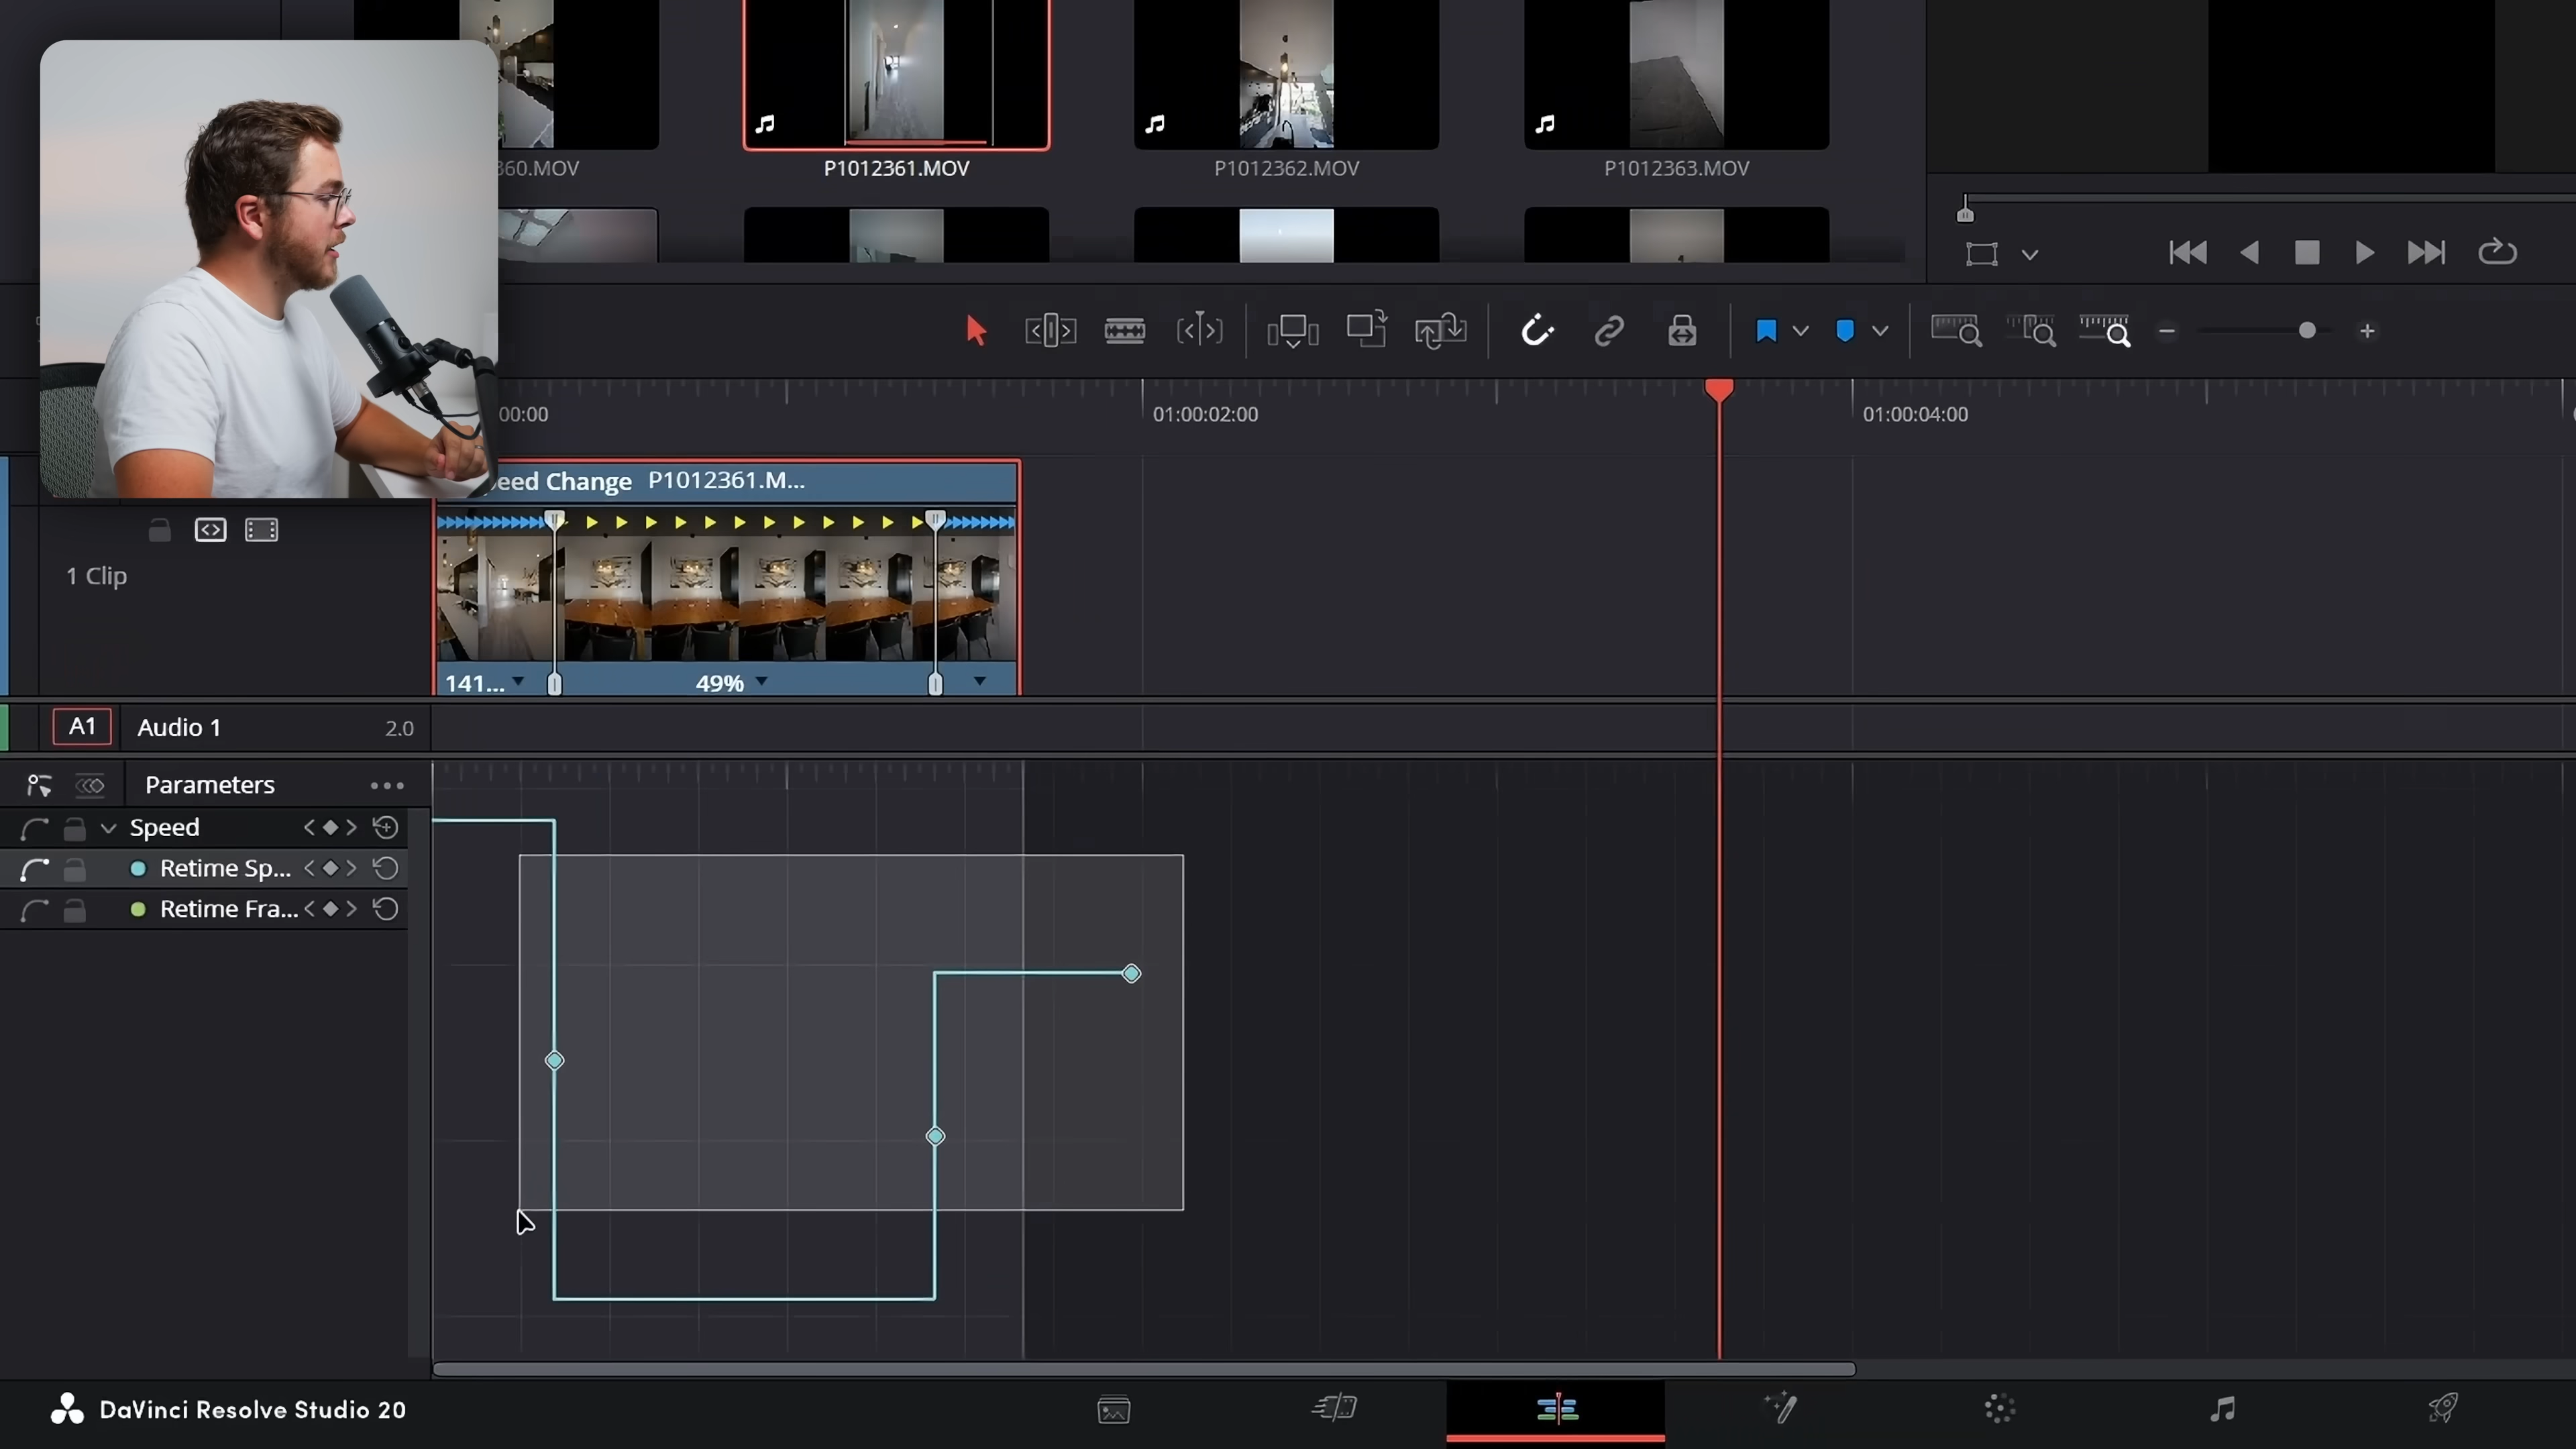 360.MOV
P1012361.MOV
P1012362.MOV
P1012363.MOV
00:00
01:00:02:00
01:00:04:00
eed Change P1012361.M...
1 Clip
141...
49%
A1 Audio 1 2.0
Parameters
Speed
Retime Sp...
Retime Fra...
DaVinci Resolve Studio 20